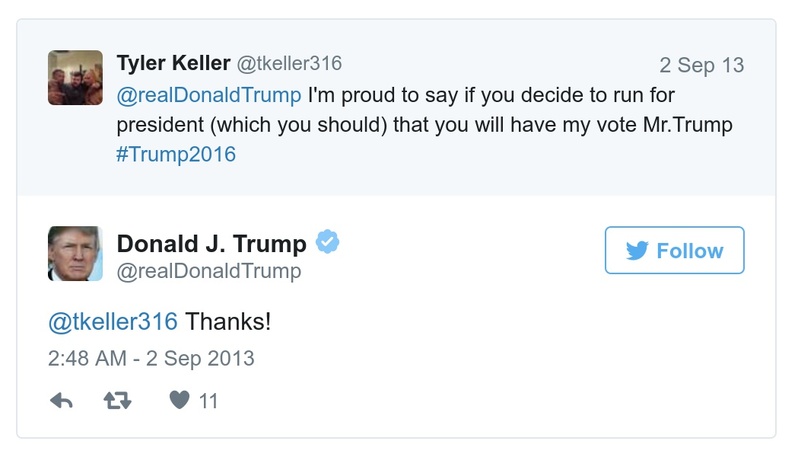 Tyler Keller @tkeller316 2 Sep 13
@realDonaldTrump I'm proud to say if you decide to run for
president (which you should) that you will have my vote Mr.Trump
#Trump2016
Donald J. Trump
@realDonaldTrump
Follow
@tkeller316 Thanks!
2:48 AM - 2 Sep 2013
11